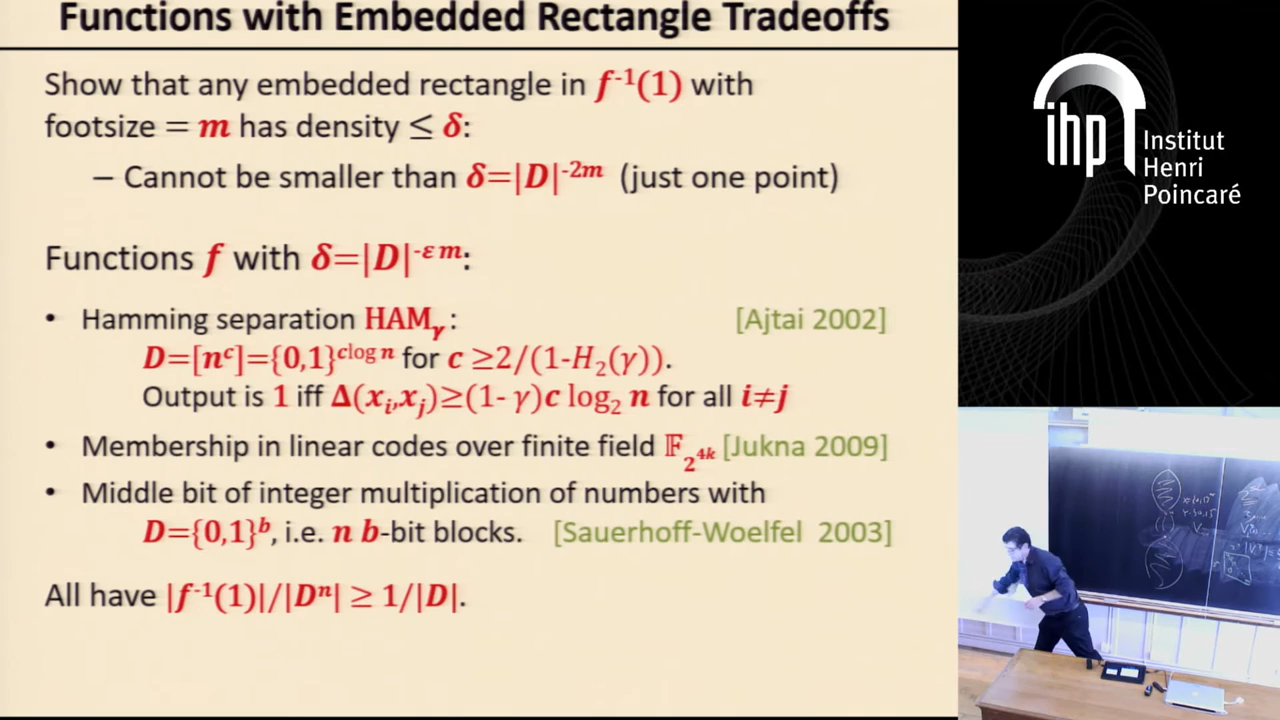 Functions with Embedded Rectangle Tradeoffs
Show that any embedded rectangle in f⁻¹(1) with
footsize = m has density ≤ δ:
– Cannot be smaller than δ=|D|⁻²ᵐ (just one point)
Functions f with δ=|D|^-εm:
• Hamming separation HAMᵧ: [Ajtai 2002]
D=[nᶜ]={0,1}^clog n for c ≥2/(1-H₂(γ)).
Output is 1 iff Δ(xᵢ,xⱼ)≥(1- γ)c log₂ n for all i≠j
• Membership in linear codes over finite field 𝔽_2^4k [Jukna 2009]
• Middle bit of integer multiplication of numbers with
D={0,1}ᵇ, i.e. n b-bit blocks. [Sauerhoff-Woelfel 2003]
All have |f⁻¹(1)|/|Dⁿ| ≥ 1/|D|.
ihp
Institut
Henri
Poincaré